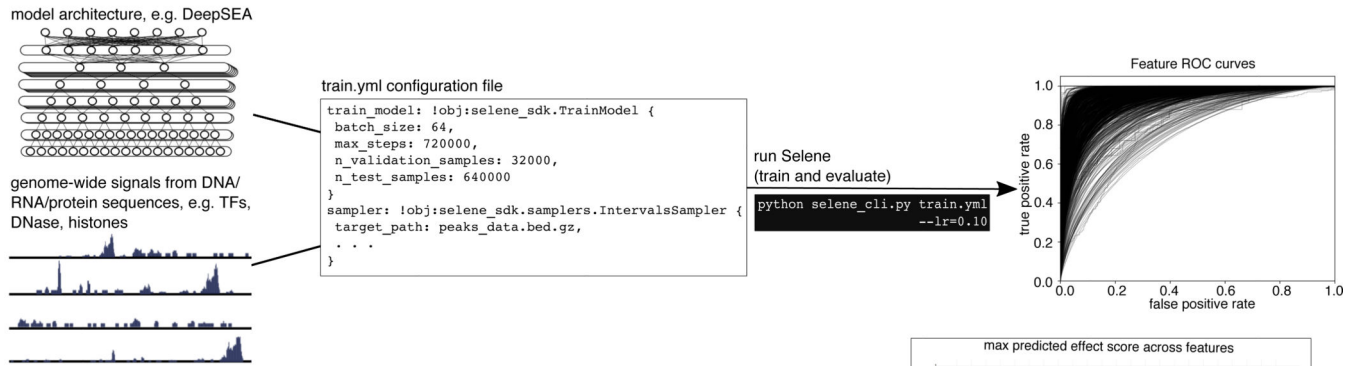 model architecture, e.g. DeepSEA
genome-wide signals from DNA/
RNA/protein sequences, e.g. TFs,
DNase, histones
train.yml configuration file
train_model: !obj:selene_sdk.TrainModel {
batch_size: 64,
max_steps: 720000,
n_validation_samples: 32000,
n_test_samples: 640000
}
sampler: !obj:selene_sdk.samplers.IntervalsSampler {
target_path: peaks_data.bed.gz,
. . .
}
run Selene
(train and evaluate)
python selene_cli.py train.yml
--lr=0.10
Feature ROC curves
true positive rate
1.0
0.8
0.6
0.4
0.2
0.0
0.0 0.2 0.4 0.6 0.8 1.0
false positive rate
max predicted effect score across features